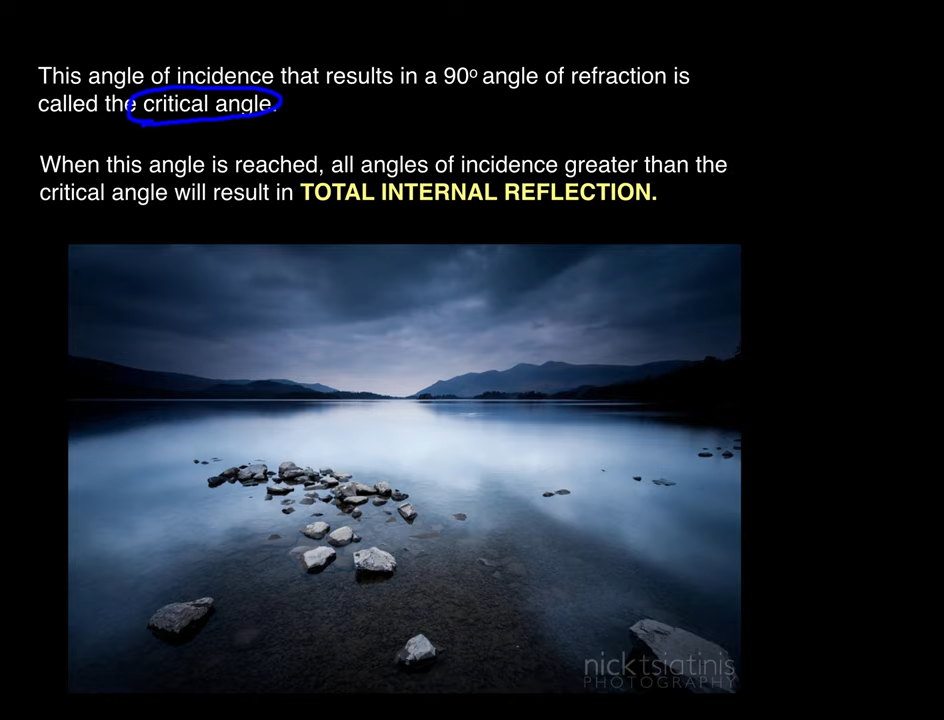 This angle of incidence that results in a 90º angle of refraction is
called the critical angle.
When this angle is reached, all angles of incidence greater than the
critical angle will result in TOTAL INTERNAL REFLECTION.
nicktsiatinis
PHOTOGRAPHY